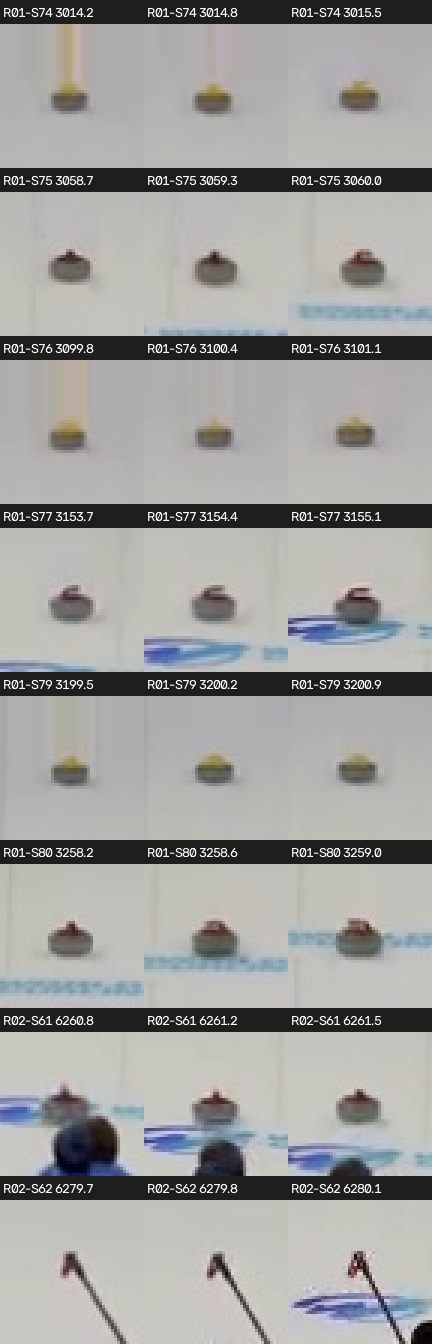 R01-S74 3014.2 R01-S74 3014.8 R01-S74 3015.5
R01-S75 3058.7 R01-S75 3059.3 R01-S75 3060.0
R01-S76 3099.8 R01-S76 3100.4 R01-S76 3101.1
R01-S77 3153.7 R01-S77 3154.4 R01-S77 3155.1
R01-S79 3199.5 R01-S79 3200.2 R01-S79 3200.9
R01-S80 3258.2 R01-S80 3258.6 R01-S80 3259.0
R02-S61 6260.8 R02-S61 6261.2 R02-S61 6261.5
R02-S62 6279.7 R02-S62 6279.8 R02-S62 6280.1